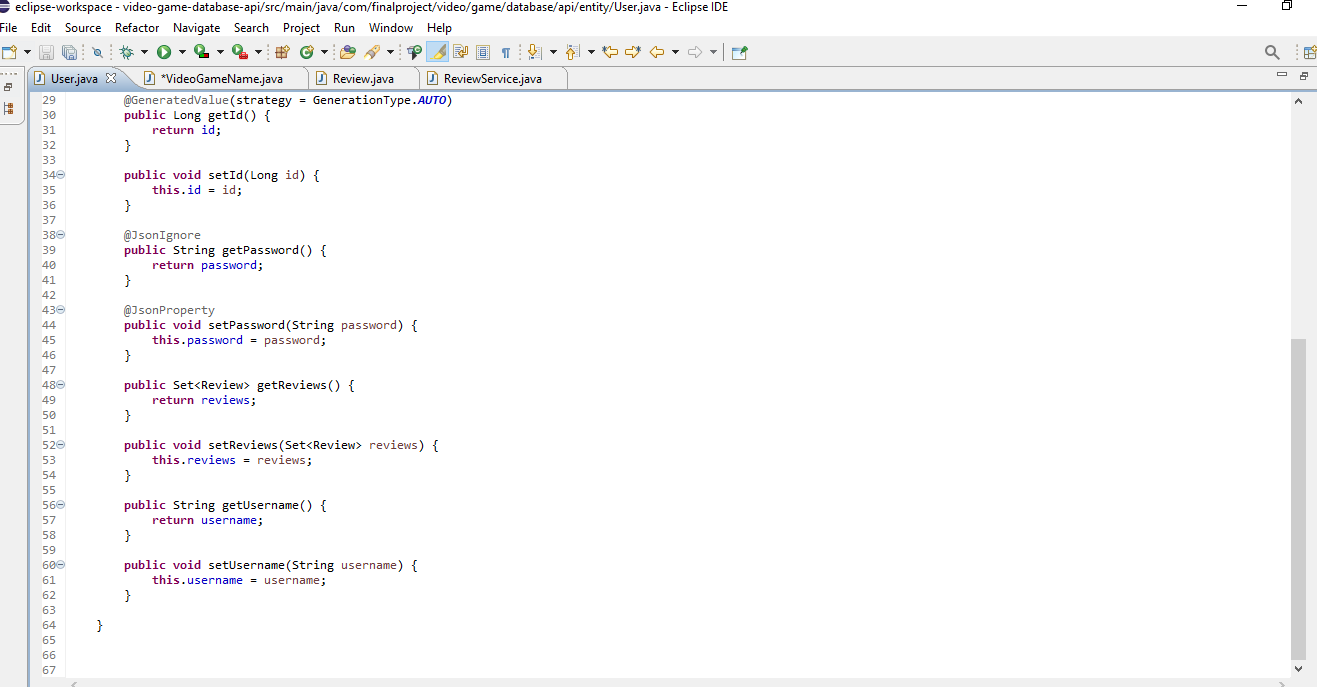 eclipse-workspace - video-game-database-api/src/main/java/com/finalproject/video/game/database/api/entity/User.java - Eclipse IDE
File Edit Source Refactor Navigate Search Project Run Window Help
User.java *VideoGameName.java Review.java ReviewService.java
29 @GeneratedValue(strategy = GenerationType.AUTO)
30 public Long getId() {
31 return id;
32 }
33
34 public void setId(Long id) {
35 this.id = id;
36 }
37
38 @JsonIgnore
39 public String getPassword() {
40 return password;
41 }
42
43 @JsonProperty
44 public void setPassword(String password) {
45 this.password = password;
46 }
47
48 public Set<Review> getReviews() {
49 return reviews;
50 }
51
52 public void setReviews(Set<Review> reviews) {
53 this.reviews = reviews;
54 }
55
56 public String getUsername() {
57 return username;
58 }
59
60 public void setUsername(String username) {
61 this.username = username;
62 }
63
64 }
65
66
67